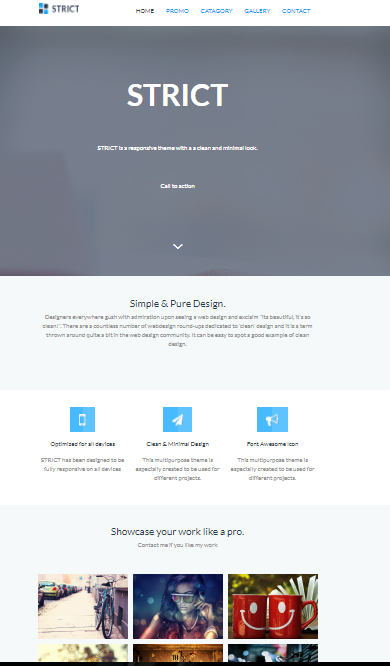 STRICT
HOME PROMO CATAGORY GALLERY CONTACT
STRICT
STRICT is a responsive theme with a a clean and minimal look.
Call to action
Simple & Pure Design.
Designers everywhere gush with admiration upon seeing a web design and exclaim "Its beautiful, it's so
clean!". There are a countless number of webdesign round-ups dedicated to 'clean' design and it is a term
thrown around quite a bit in the web design community. It can be easy to spot a good example of clean
design.
Optimized for all devices
STRICT has been designed to be
fully responsive on all devices
Clean & Minimal Design
This multipurpose theme is
especially created to be used for
different projects.
Font Awesome icon
This multipurpose theme is
especially created to be used for
different projects.
Showcase your work like a pro.
Contact me if you like my work.